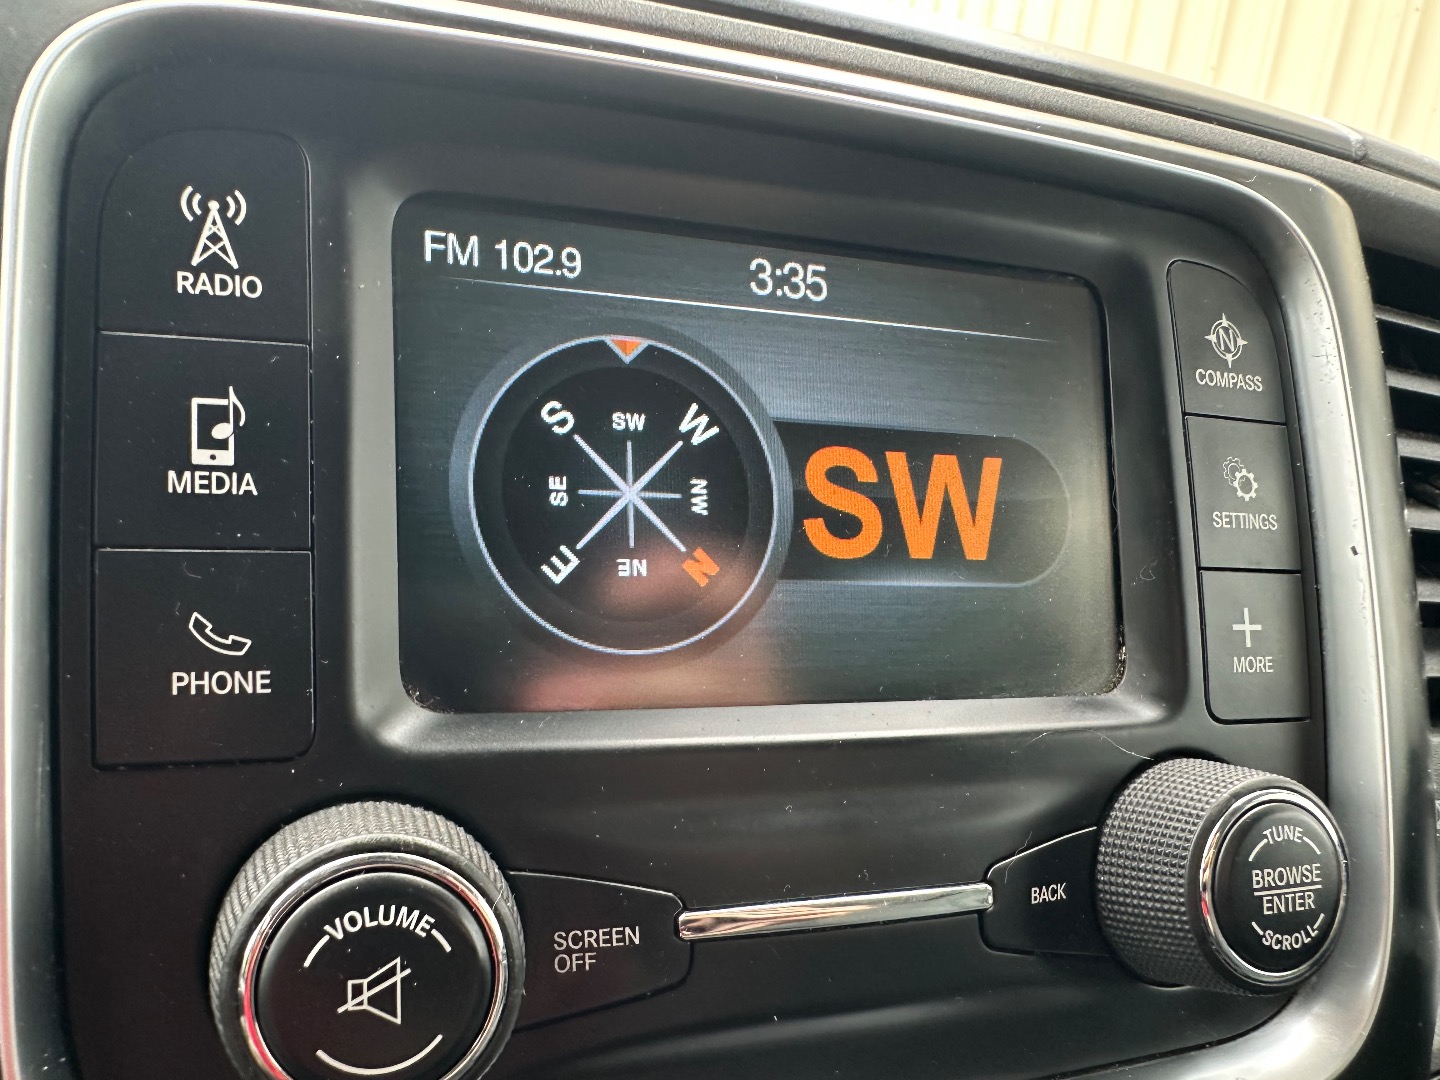 RADIO
MEDIA
PHONE
FM 102.9
3:35
S
SW
W
SE
NW
E
NE
N
SW
N
COMPASS
SETTINGS
MORE
VOLUME
SCREEN
OFF
BACK
TUNE
BROWSE
ENTER
SCROLL